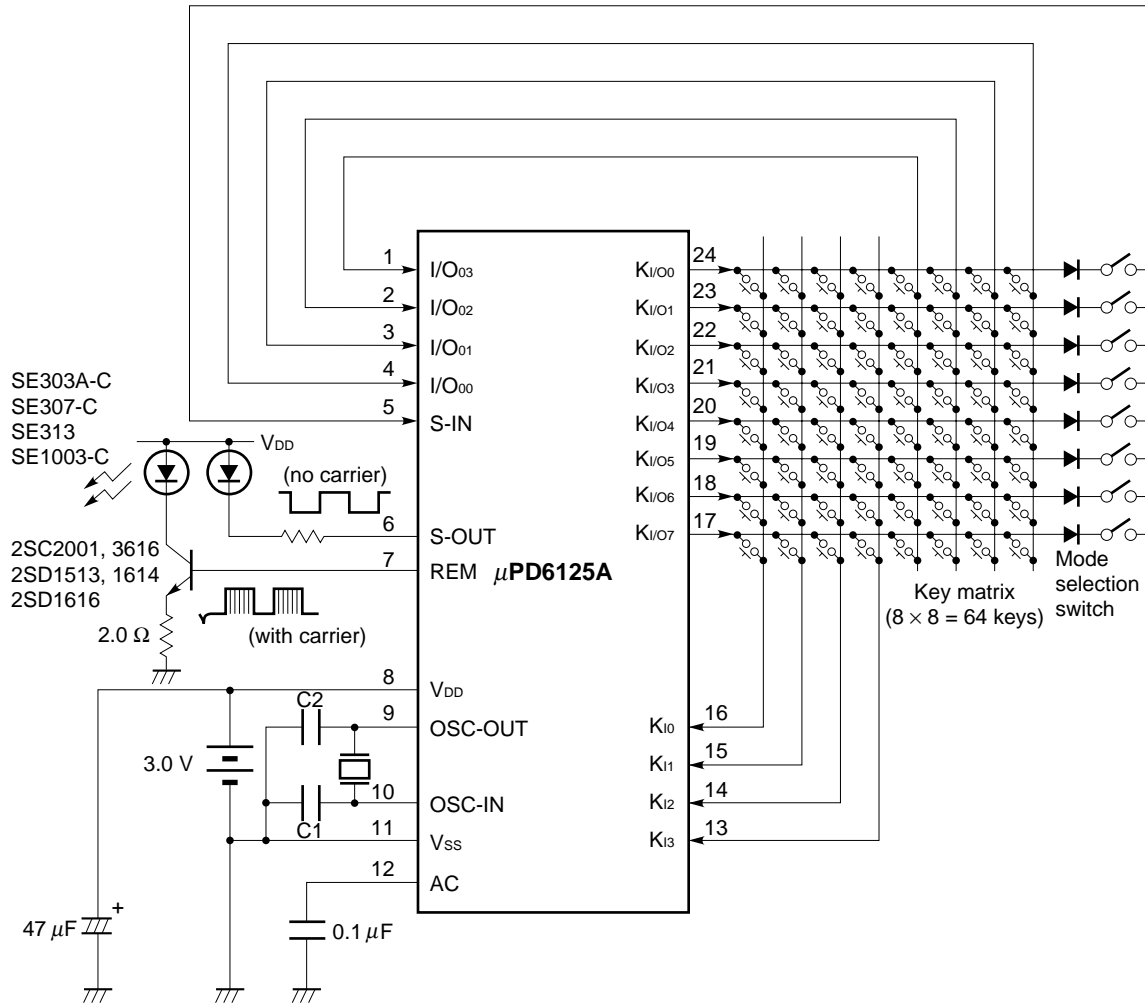 1
I/O03
2
I/O02
3
I/O01
4
I/O00
5
S-IN
6
S-OUT
7
REM
µPD6125A
8
VDD
9
OSC-OUT
10
OSC-IN
11
VSS
12
AC
24
KI/O0
23
KI/O1
22
KI/O2
21
KI/O3
20
KI/O4
19
KI/O5
18
KI/O6
17
KI/O7
16
KI0
15
KI1
14
KI2
13
KI3
SE303A-C
SE307-C
SE313
SE1003-C
VDD
(no carrier)
2SC2001, 3616
2SD1513, 1614
2SD1616
2.0 Ω
(with carrier)
C2
3.0 V
C1
+
47 µF
0.1 µF
Key matrix
(8 × 8 = 64 keys)
Mode
selection
switch